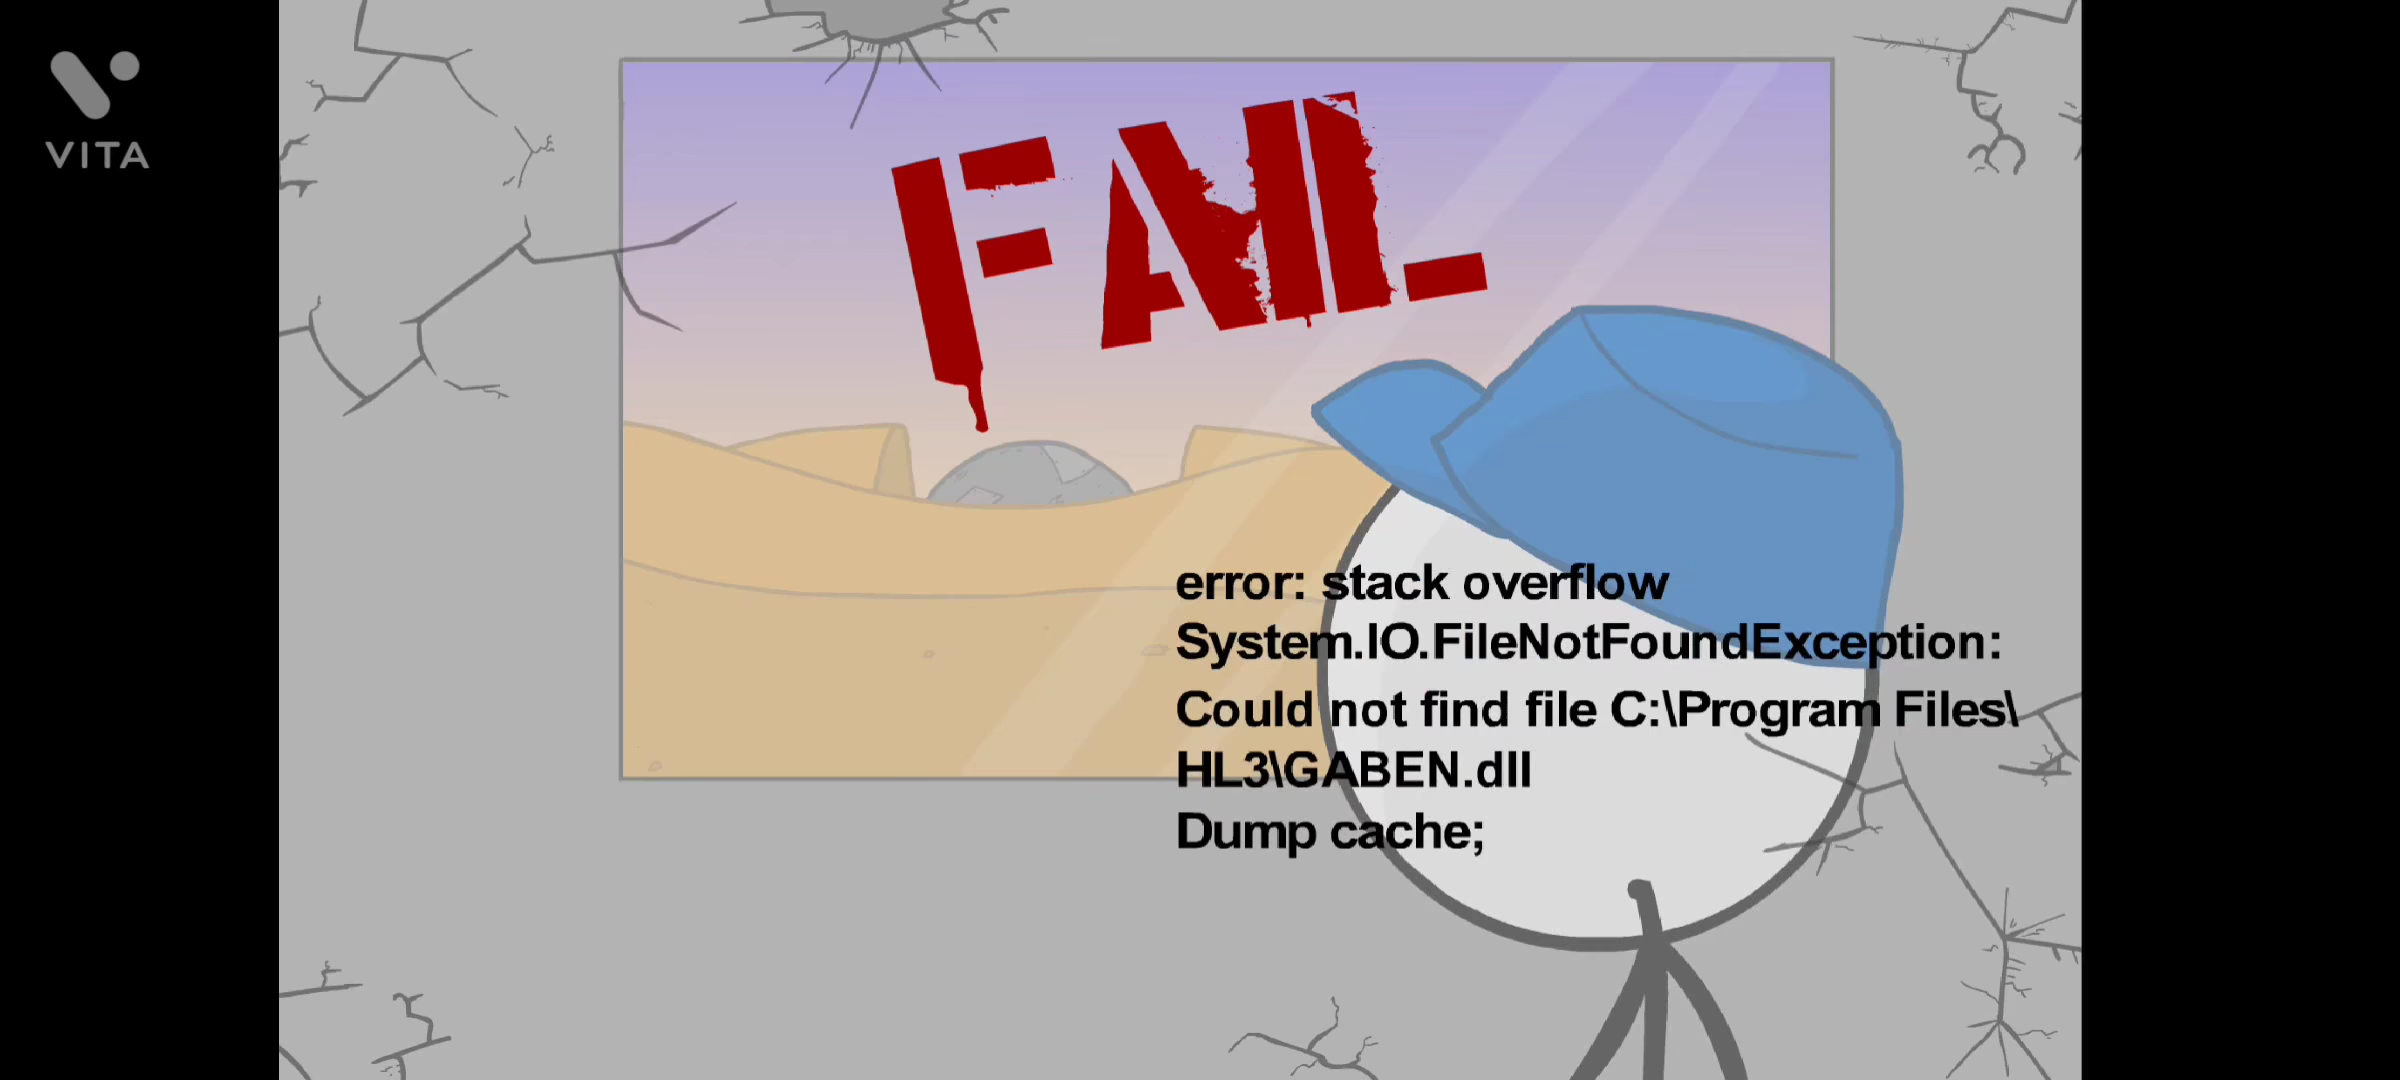 VITA
FAIL
error: stack overflow
System.IO.FileNotFoundException:
Could not find file C:\Program Files\
HL3\GABEN.dll
Dump cache;